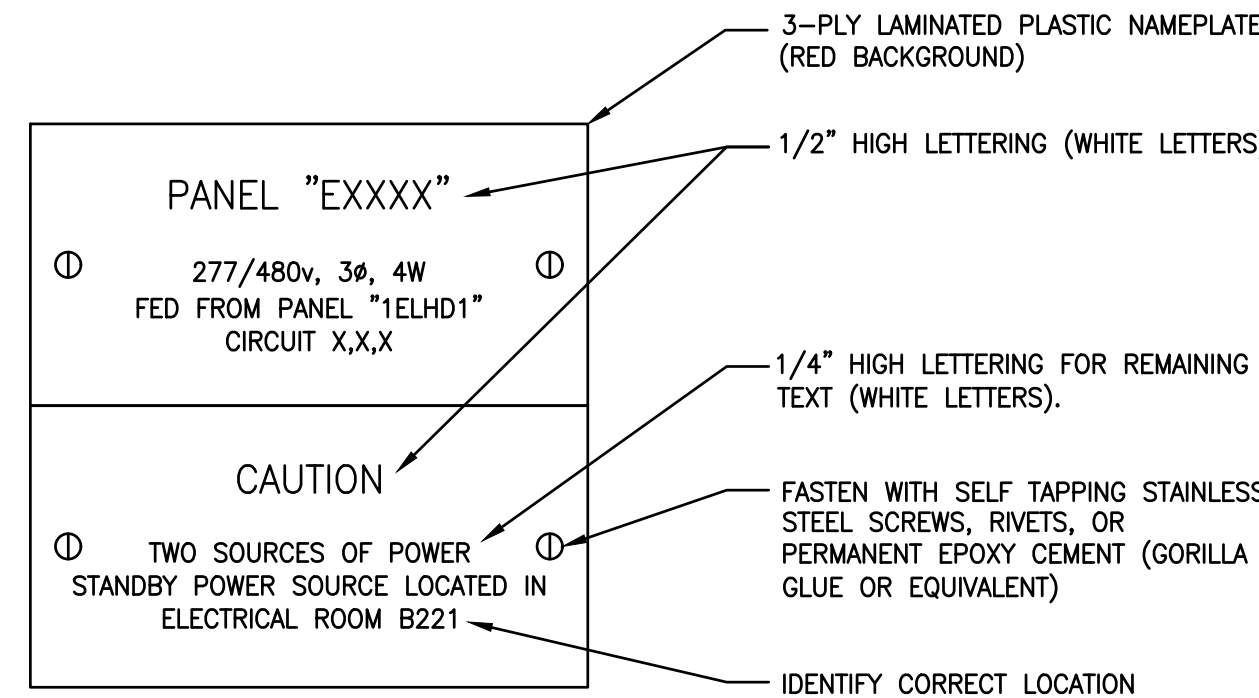 3-PLY LAMINATED PLASTIC NAMEPLATE
(RED BACKGROUND)
1/2” HIGH LETTERING (WHITE LETTERS)
PANEL ”EXXXX”
277/480v, 3ø, 4W
FED FROM PANEL ”1ELHD1”
CIRCUIT X,X,X
1/4” HIGH LETTERING FOR REMAINING
TEXT (WHITE LETTERS).
CAUTION
TWO SOURCES OF POWER
STANDBY POWER SOURCE LOCATED IN
ELECTRICAL ROOM B221
FASTEN WITH SELF TAPPING STAINLESS
STEEL SCREWS, RIVETS, OR
PERMANENT EPOXY CEMENT (GORILLA
GLUE OR EQUIVALENT)
IDENTIFY CORRECT LOCATION